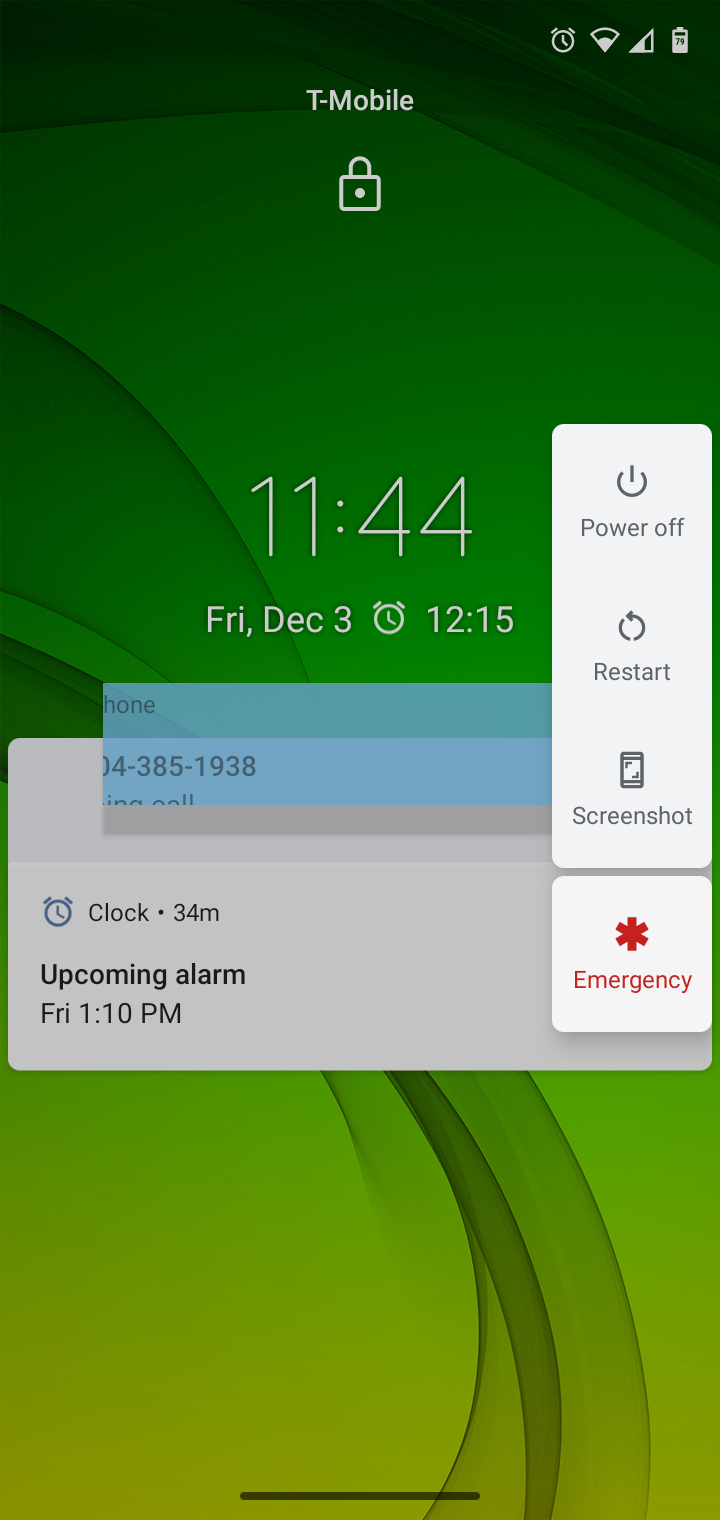 79
T-Mobile
11:44
Fri, Dec 3 12:15
Power off
Restart
hone
04-385-1938
Screenshot
Clock • 34m
Upcoming alarm
Fri 1:10 PM
Emergency